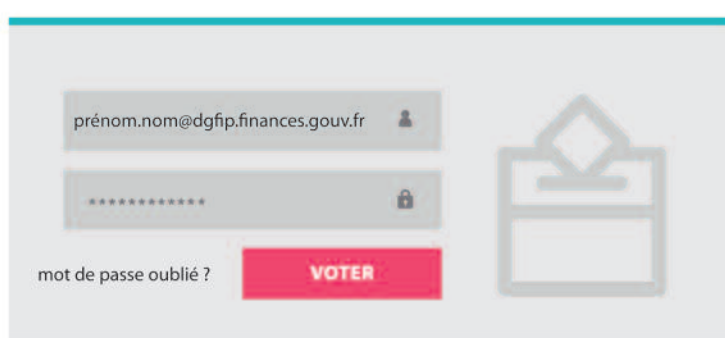 prénom.nom@dgfip.finances.gouv.fr
************
mot de passe oublié ?
VOTER